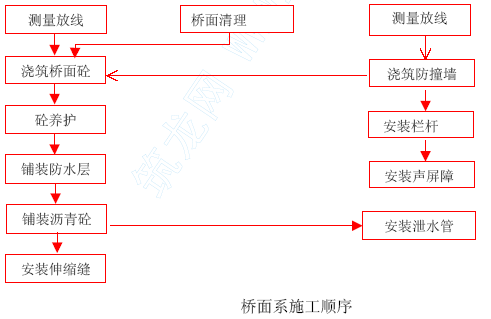 测量放线
桥面清理
测量放线
浇筑桥面砼
浇筑防撞墙
砼养护
安装栏杆
铺装防水层
安装声屏障
铺装沥青砼
安装泄水管
安装伸缩缝
桥面系施工顺序
筑龙网